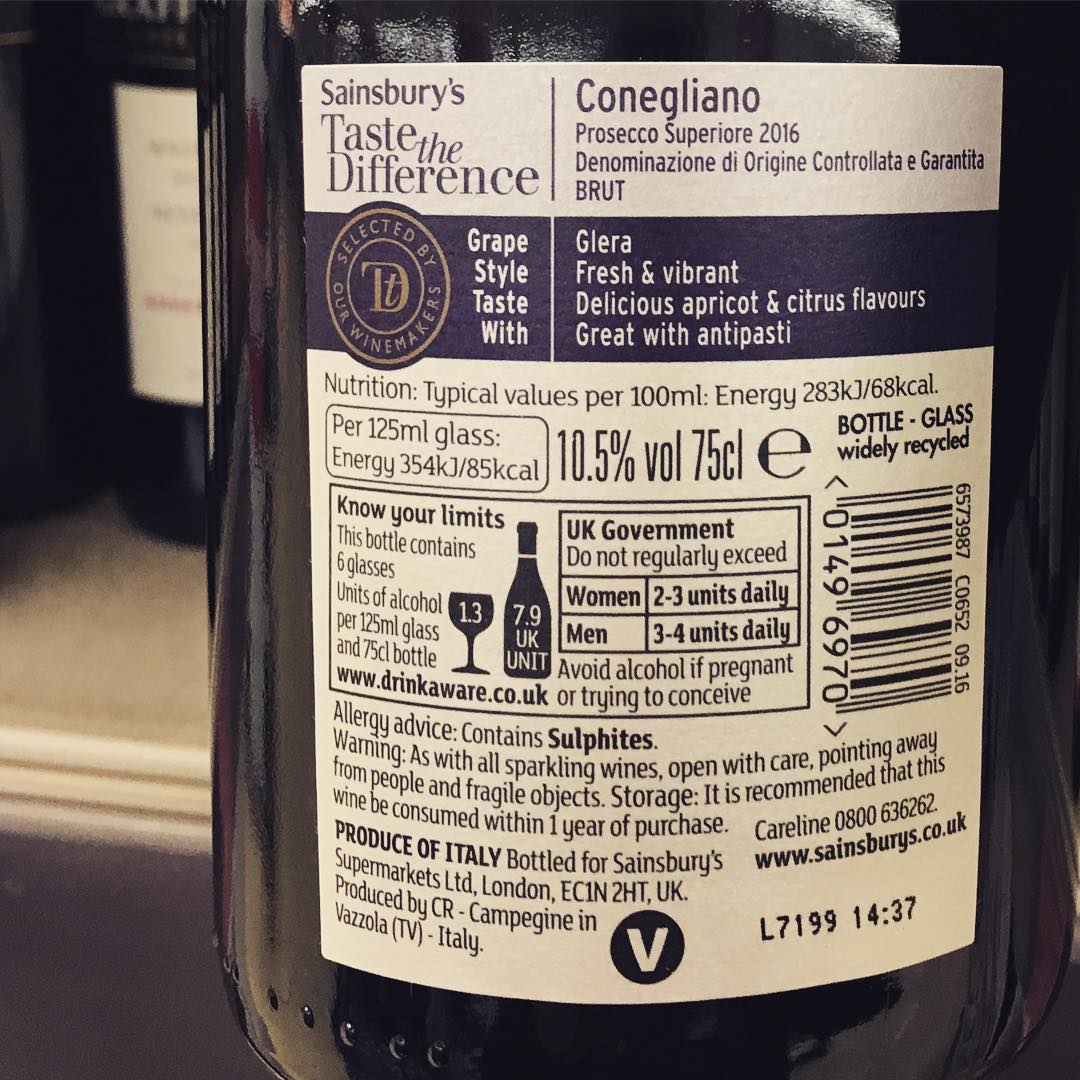 Sainsbury's
Taste the
Difference
Conegliano
Prosecco Superiore 2016
Denominazione di Origine Controllata e Garantita
BRUT
SELECTED BY
OUR WINEMAKERS
TtD
Grape Glera
Style Fresh & vibrant
Taste Delicious apricot & citrus flavours
With Great with antipasti
Nutrition: Typical values per 100ml: Energy 283kJ/68kcal.
Per 125ml glass:
Energy 354kJ/85kcal
10.5% vol 75cl e
BOTTLE - GLASS
widely recycled
Know your limits
This bottle contains
6 glasses
Units of alcohol
per 125ml glass
and 75cl bottle
1.3
7.9
UK
UNIT
www.drinkaware.co.uk
UK Government
Do not regularly exceed
Women 2-3 units daily
Men 3-4 units daily
Avoid alcohol if pregnant
or trying to conceive
<0149 6970>
6573987 C0652 09.16
Allergy advice: Contains Sulphites.
Warning: As with all sparkling wines, open with care, pointing away
from people and fragile objects. Storage: It is recommended that this
wine be consumed within 1 year of purchase.
Careline 0800 636262.
www.sainsburys.co.uk
PRODUCE OF ITALY Bottled for Sainsbury's
Supermarkets Ltd, London, EC1N 2HT, UK.
Produced by CR - Campegine in
Vazzola (TV) - Italy.
V
L7199 14:37